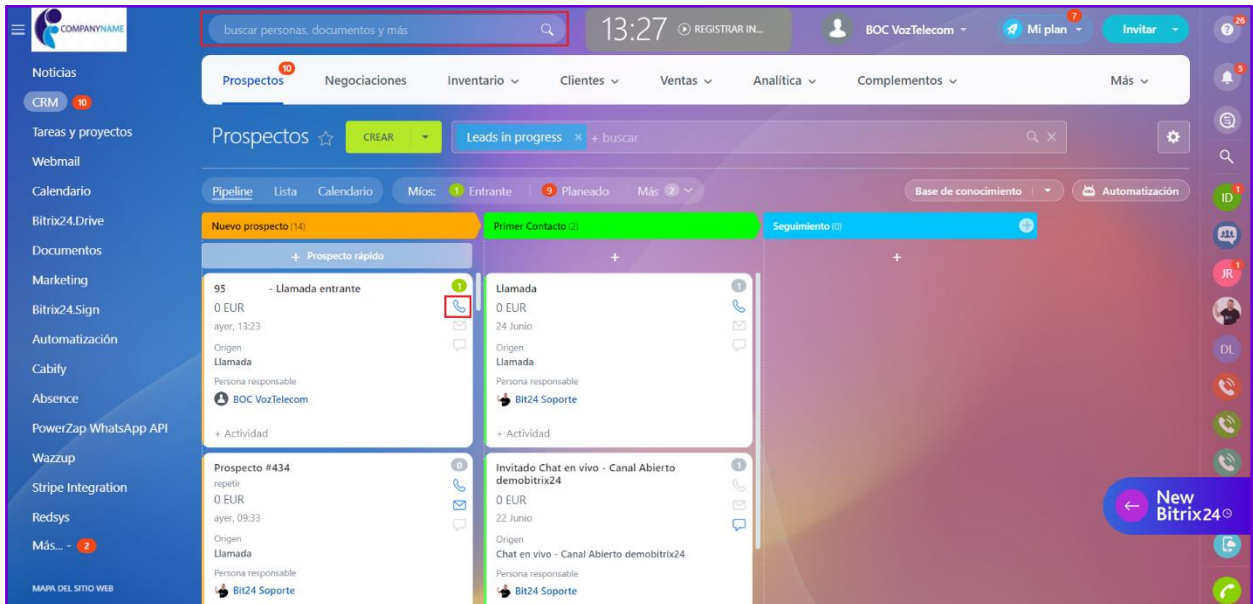 COMPANYNAME
buscar personas, documentos y más
13:27
REGISTRAR IN...
BOC VozTelecom
Mi plan
7
Invitar
26
Noticias
CRM 10
Tareas y proyectos
Webmail
Calendario
Bitrix24.Drive
Documentos
Marketing
Bitrix24.Sign
Automatización
Cabify
Absence
PowerZap WhatsApp API
Wazzup
Stripe Integration
Redsys
Más... - 2
MAPA DEL SITIO WEB
Prospectos 10
Negociaciones
Inventario
Clientes
Ventas
Analítica
Complementos
Más
Prospectos
CREAR
Leads in progress × + buscar
Pipeline
Lista
Calendario
Míos:
1 Entrante
9 Planeado
Más 2
Base de conocimiento
Automatización
Nuevo prospecto (14)
+ Prospecto rápido
95 - Llamada entrante
1
0 EUR
ayer, 13:23
Origen
Llamada
Persona responsable
BOC VozTelecom
+ Actividad
Prospecto #434
0
repetir
0 EUR
ayer, 09:33
Origen
Llamada
Persona responsable
Bit24 Soporte
Primer Contacto (2)
+
Llamada
1
0 EUR
24 Junio
Origen
Llamada
Persona responsable
Bit24 Soporte
+ Actividad
Invitado Chat en vivo - Canal Abierto
demobitrix24
1
0 EUR
22 Junio
Origen
Chat en vivo - Canal Abierto demobitrix24
Persona responsable
Bit24 Soporte
Seguimiento (0)
+
5
ID 1
JR 1
DL
New
Bitrix24